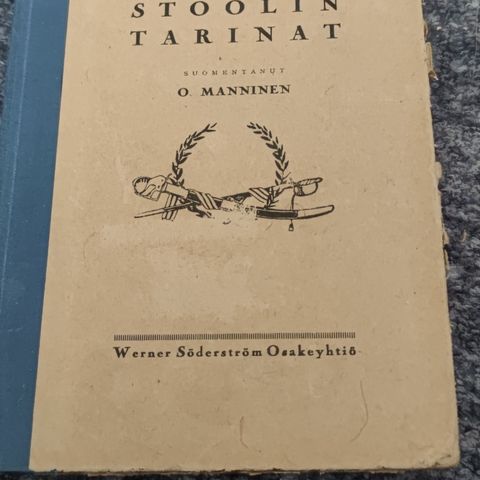 STOOLIN
TARINAT
SUOMENTANUT
O. MANNINEN
Werner Söderström Osakeyhtiö